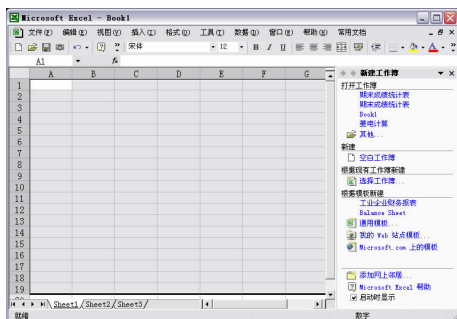 Microsoft Excel - Book1
文件(F) 编辑(E) 视图(V) 插入(I) 格式(O) 工具(T) 数据(D) 窗口(W) 帮助(H) 常用文档
宋体 12 B I U
A1 fx
A B C D E F G
1
2
3
4
5
6
7
8
9
10
11
12
13
14
15
16
17
18
19
新建工作簿
打开工作簿
期末成绩统计表
期末成绩统计表
Book1
要电计算
其他...
新建
空白工作簿
根据现有工作簿新建
选择工作簿...
根据模板新建
工业企业财务报表
Balance Sheet
通用模板...
我的 Web 站点模板...
Microsoft.com 上的模板
添加网上邻居...
Microsoft Excel 帮助
启动时显示
Sheet1 Sheet2 Sheet3
就绪 数字